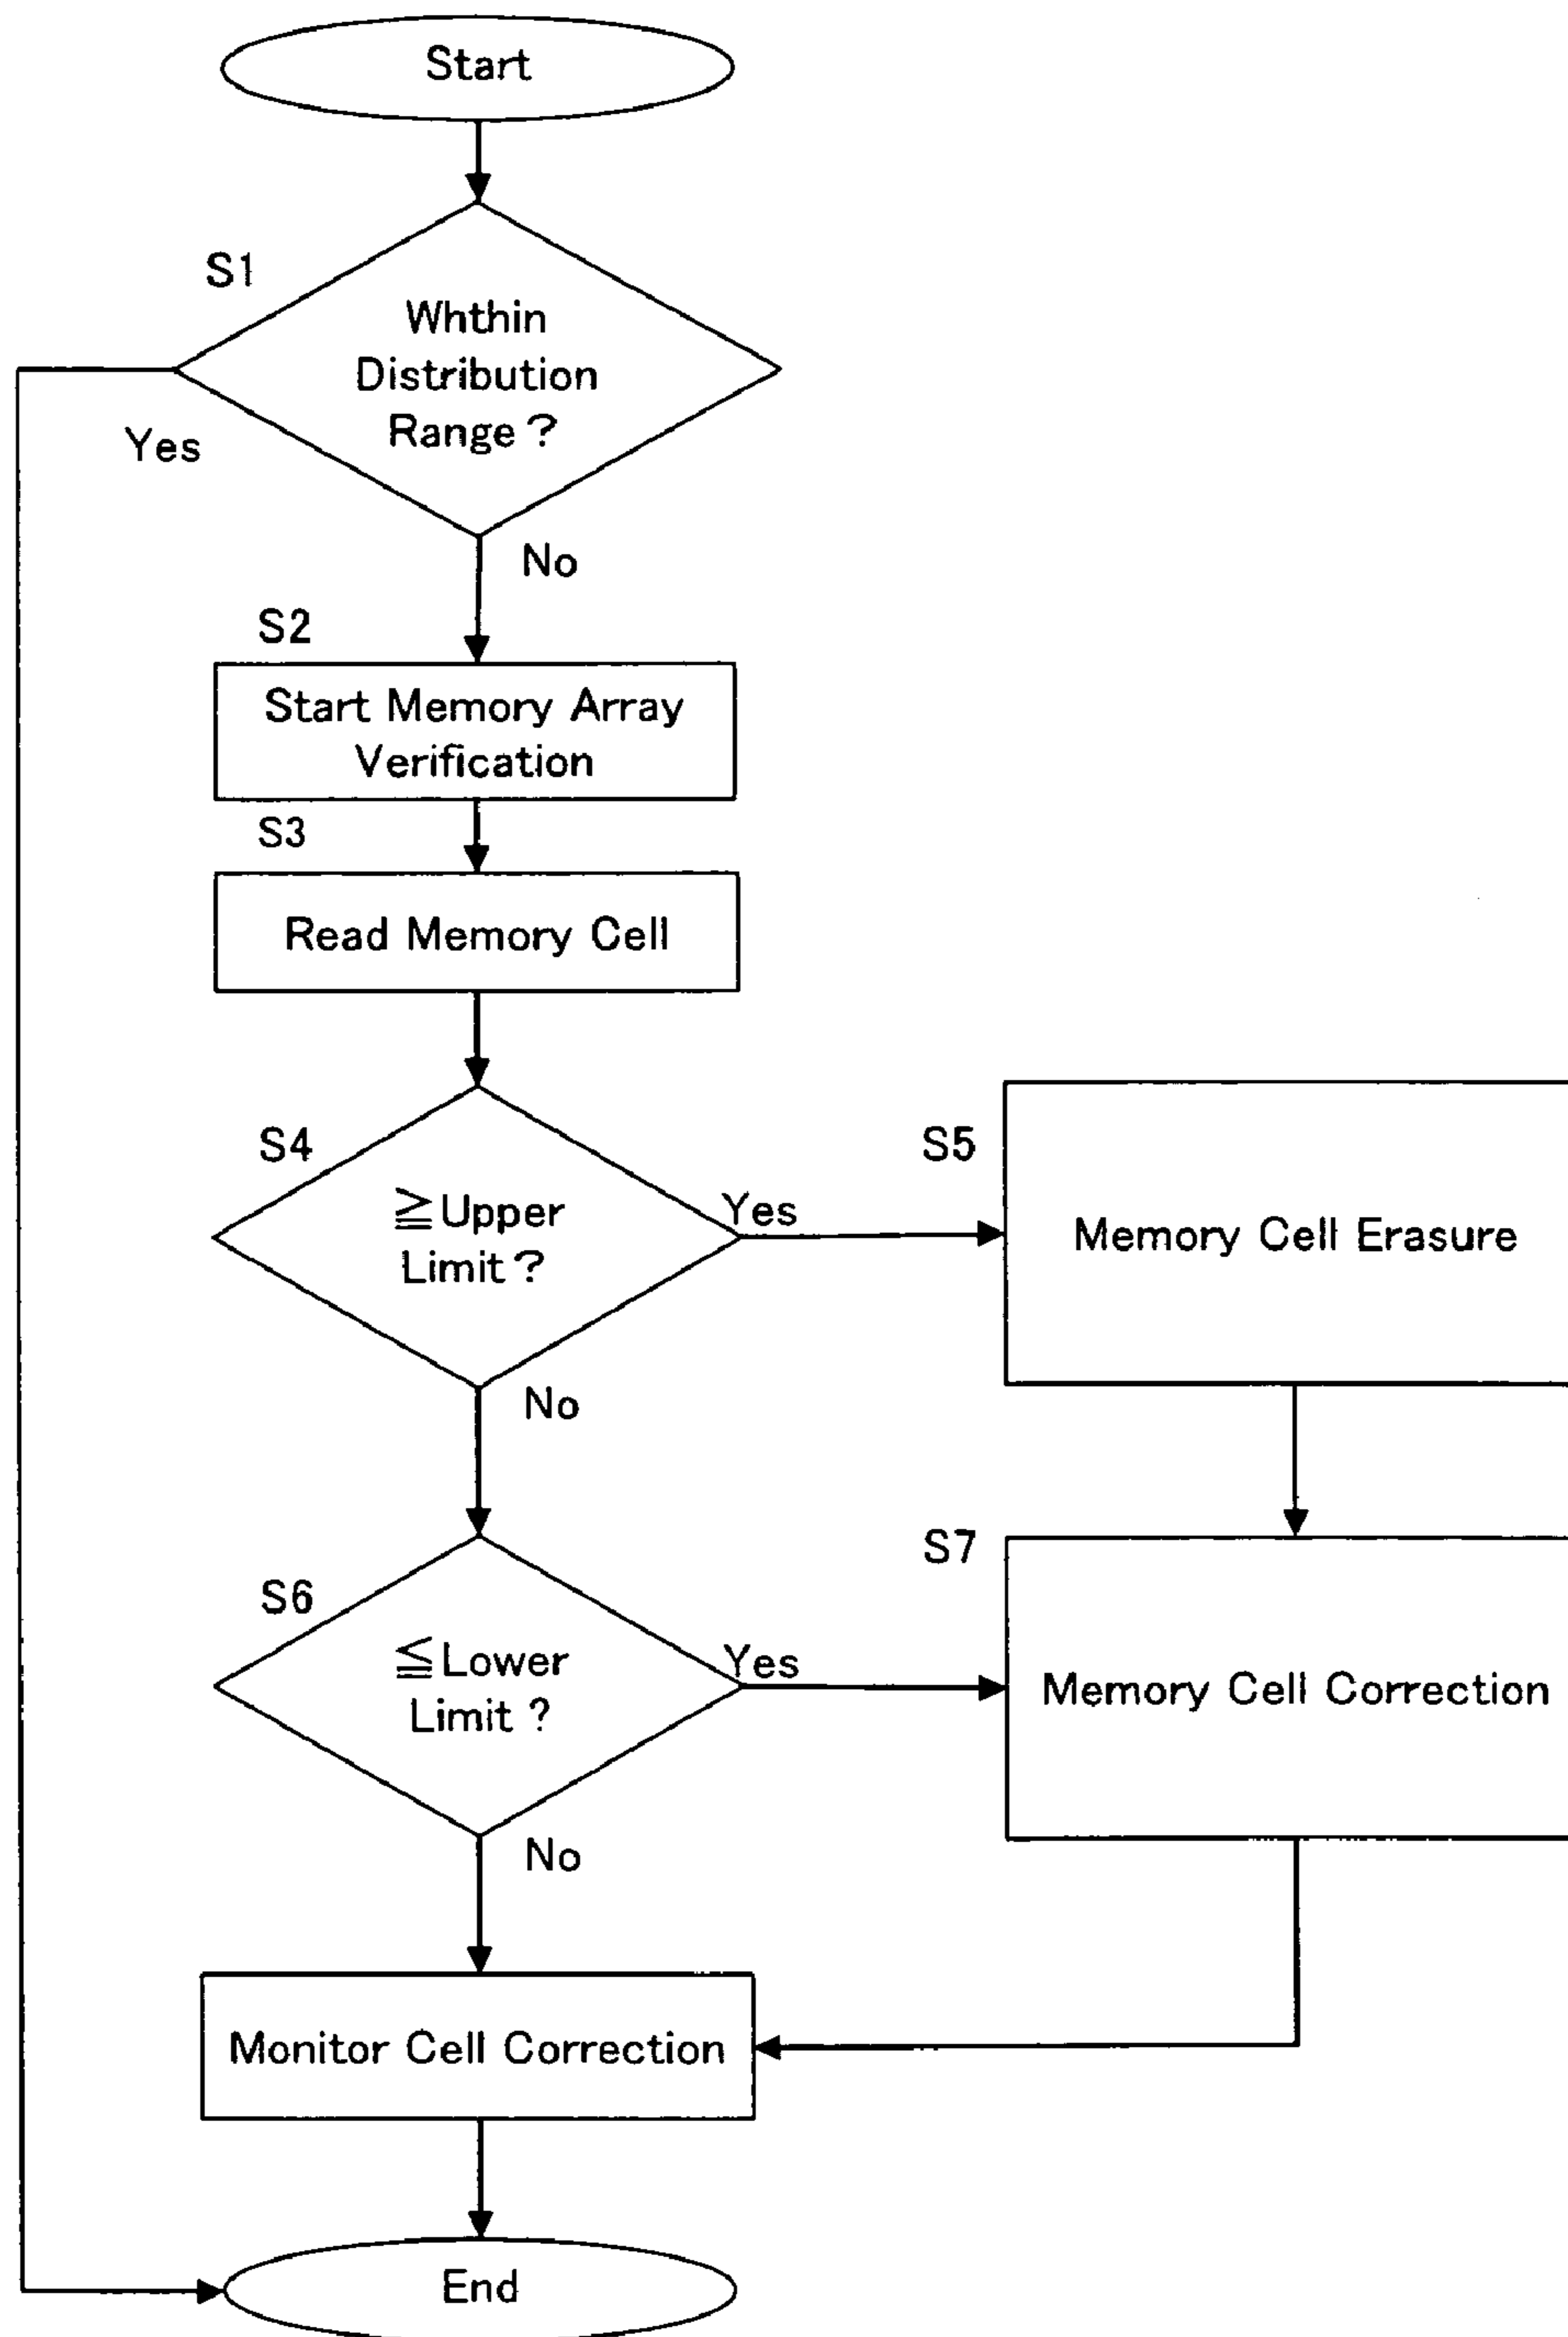 Start
S1
Whthin
Distribution
Range ?
Yes
No
S2
Start Memory Array
Verification
S3
Read Memory Cell
S4
≧Upper
Limit ?
Yes
S5
Memory Cell Erasure
No
S6
≦Lower
Limit ?
Yes
S7
Memory Cell Correction
No
Monitor Cell Correction
End